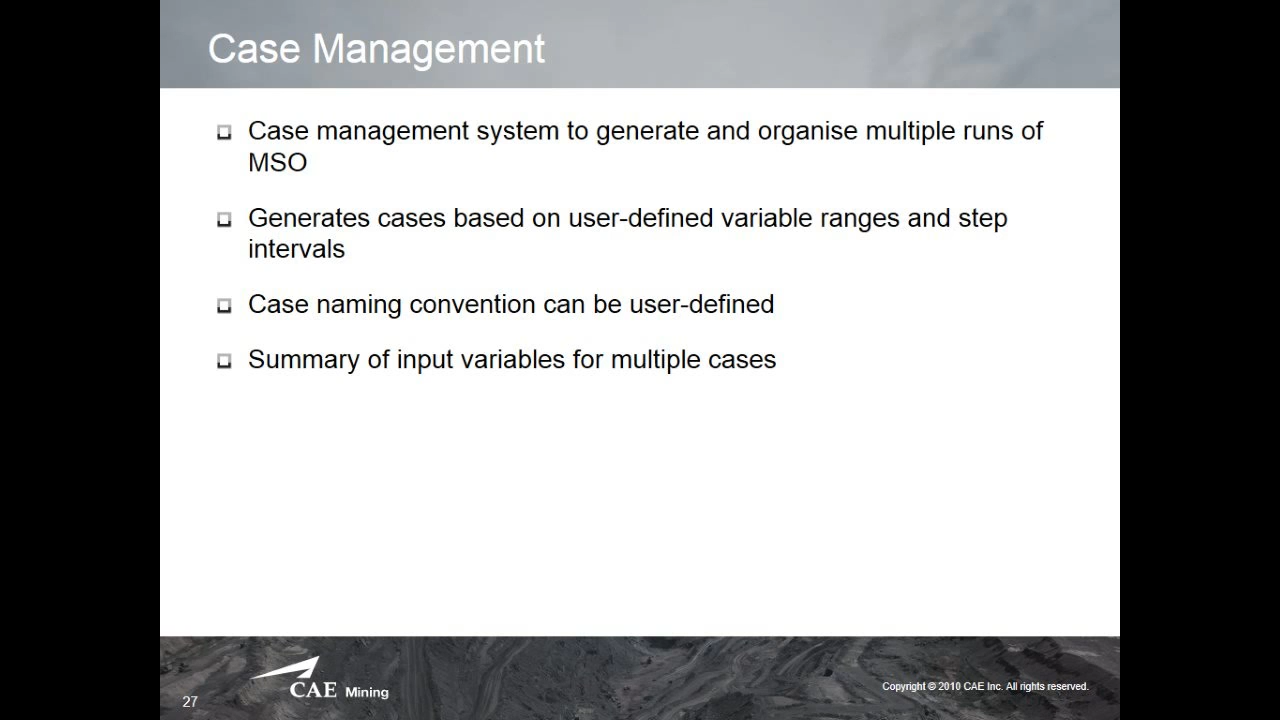 Case Management
Case management system to generate and organise multiple runs of
MSO
Generates cases based on user-defined variable ranges and step
intervals
Case naming convention can be user-defined
Summary of input variables for multiple cases
27
CAE Mining
Copyright © 2010 CAE Inc. All rights reserved.